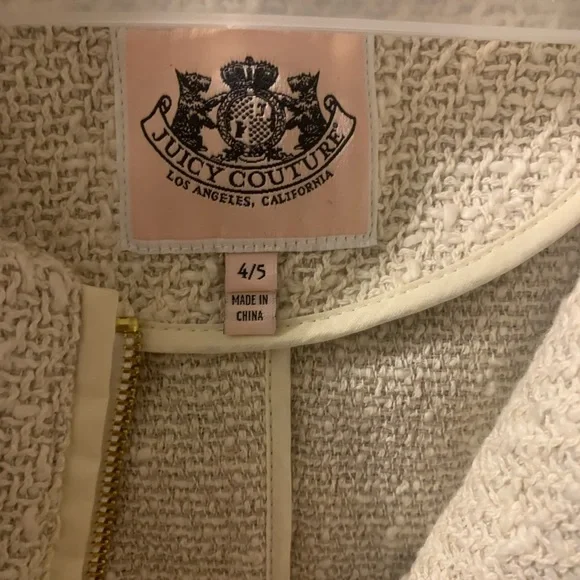 JUICY COUTURE
LOS ANGELES, CALIFORNIA
4/5
MADE IN
CHINA